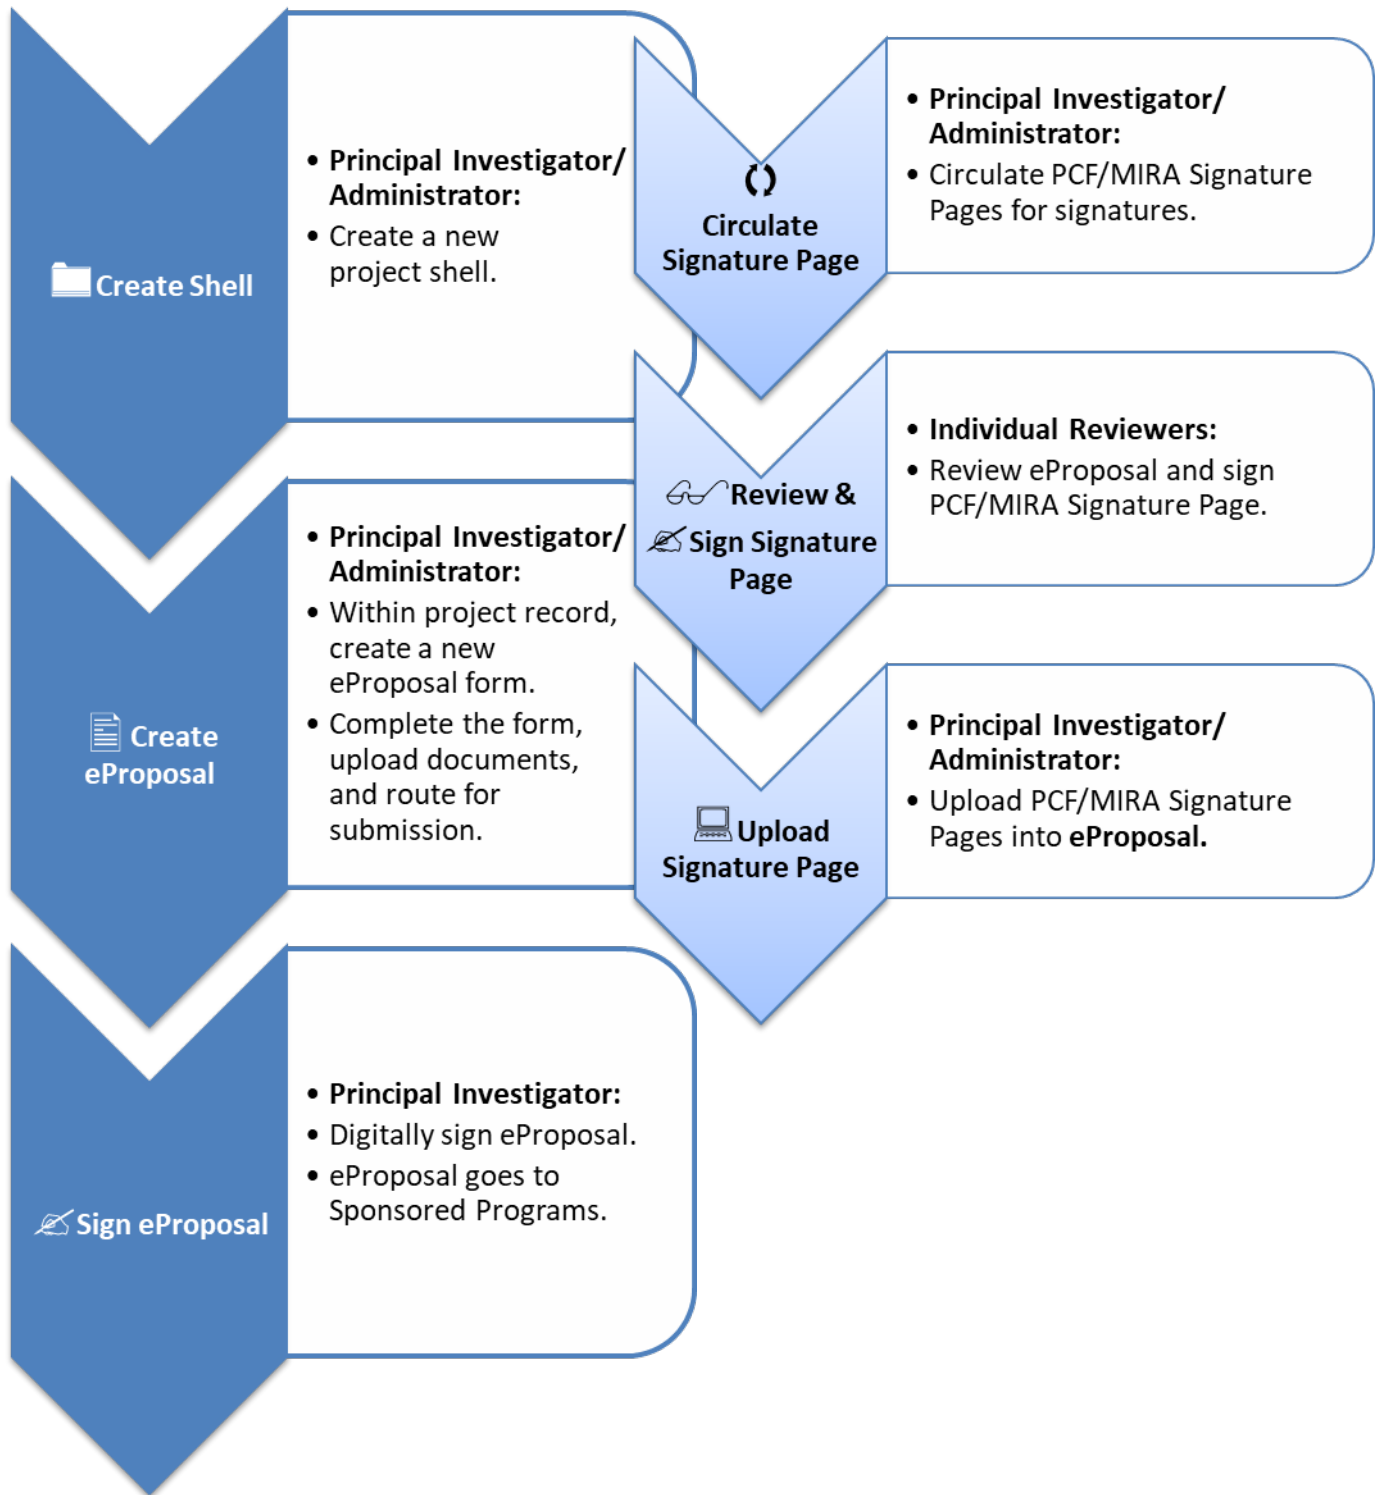 Create Shell
• Principal Investigator/
Administrator:
• Create a new
project shell.
Create
eProposal
• Principal Investigator/
Administrator:
• Within project record,
create a new
eProposal form.
• Complete the form,
upload documents,
and route for
submission.
Sign eProposal
• Principal Investigator:
• Digitally sign eProposal.
• eProposal goes to
Sponsored Programs.
Circulate
Signature Page
• Principal Investigator/
Administrator:
• Circulate PCF/MIRA Signature
Pages for signatures.
Review &
Sign Signature
Page
• Individual Reviewers:
• Review eProposal and sign
PCF/MIRA Signature Page.
Upload
Signature Page
• Principal Investigator/
Administrator:
• Upload PCF/MIRA Signature
Pages into eProposal.